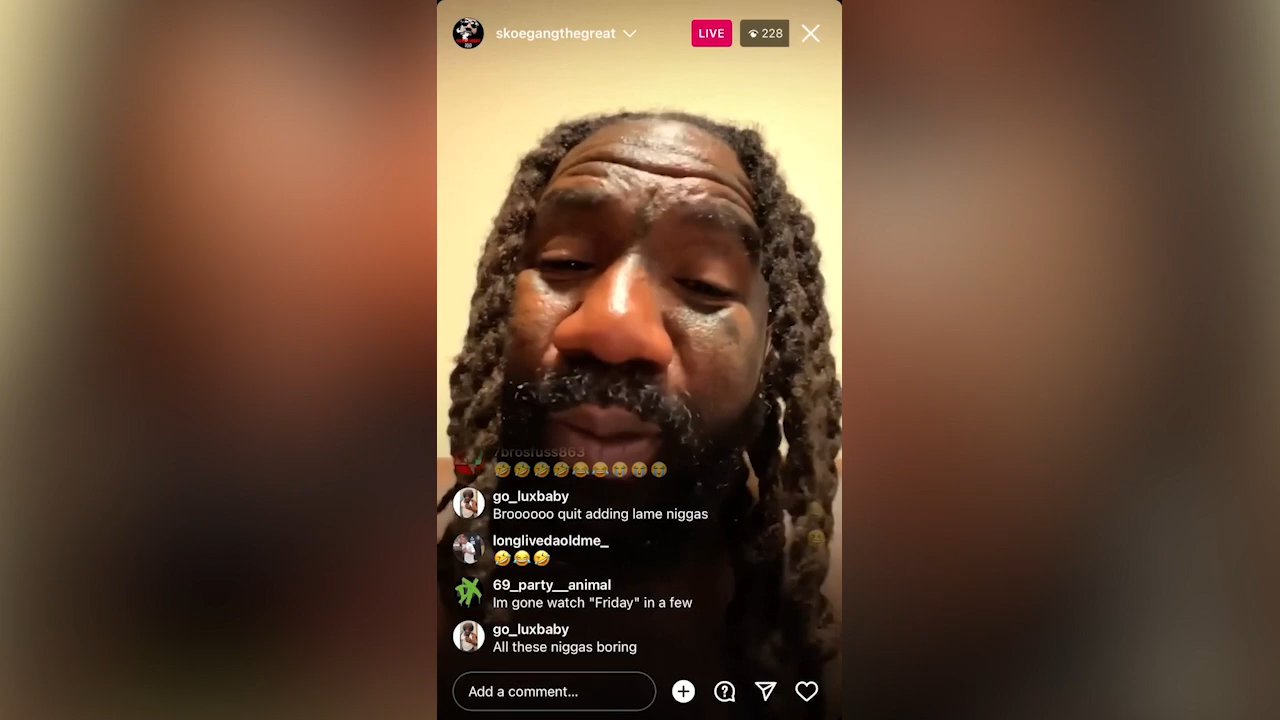 skoegangthegreat
LIVE
228
7brosfuss863
🤣🤣🤣🤣😂😂😭😭😭
go_luxbaby
Broooooo quit adding lame niggas
longlivedaoldme_
🤣😂🤣
69_party__animal
Im gone watch "Friday" in a few
go_luxbaby
All these niggas boring
Add a comment...